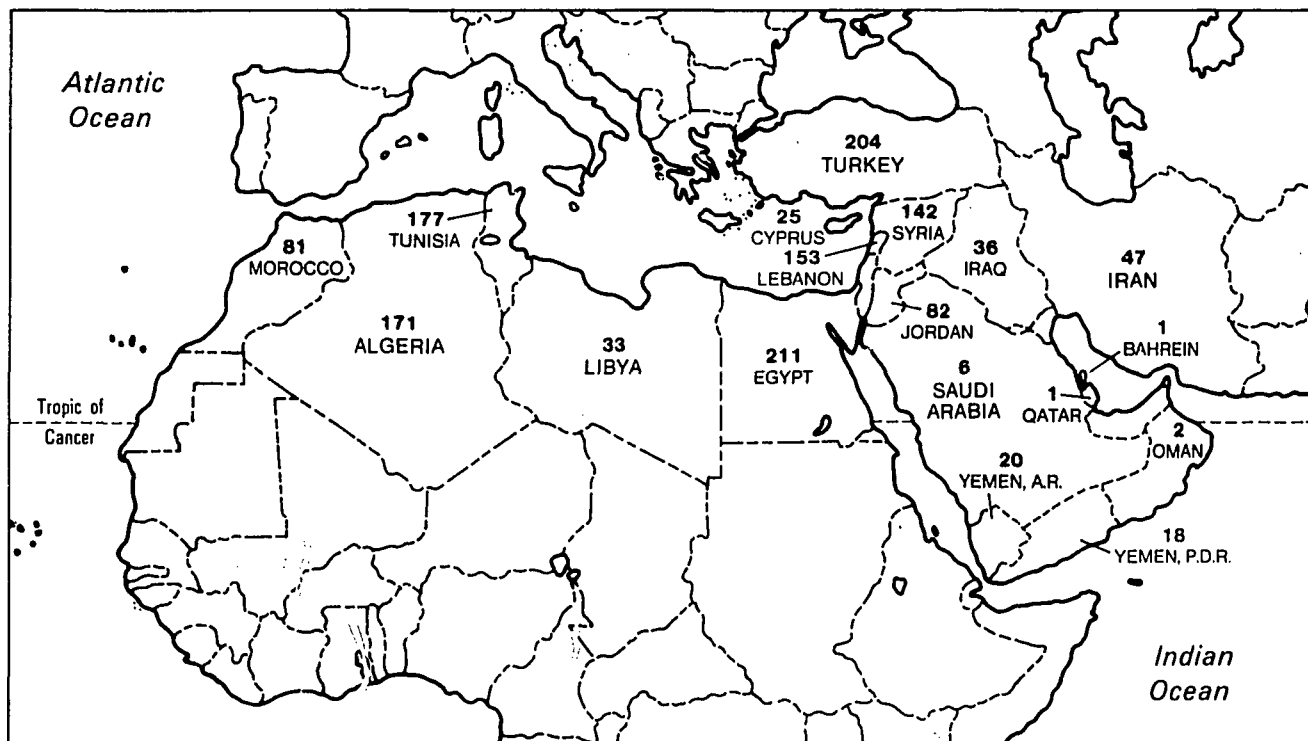 Atlantic
Ocean
204
TURKEY
177
TUNISIA
25
CYPRUS
142
SYRIA
81
MOROCCO
153
LEBANON
36
IRAQ
47
IRAN
171
ALGERIA
33
LIBYA
211
EGYPT
82
JORDAN
1
BAHREIN
6
SAUDI
ARABIA
1
QATAR
Tropic of
Cancer
2
OMAN
20
YEMEN, A.R.
18
YEMEN, P.D.R.
Indian
Ocean